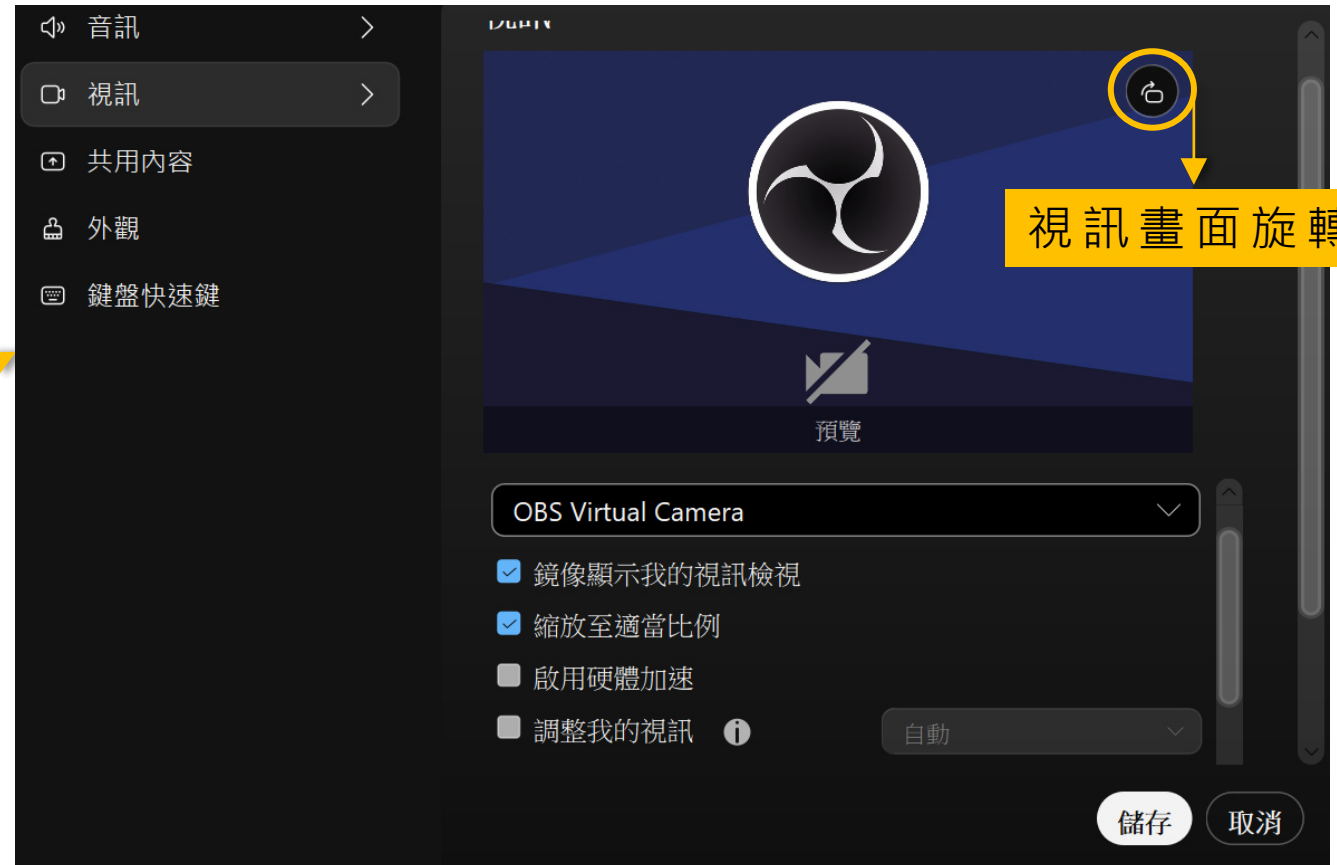 音訊
視訊
共用內容
外觀
鍵盤快速鍵
視訊畫面旋轉
預覽
OBS Virtual Camera
鏡像顯示我的視訊檢視
縮放至適當比例
啟用硬體加速
調整我的視訊
自動
儲存
取消